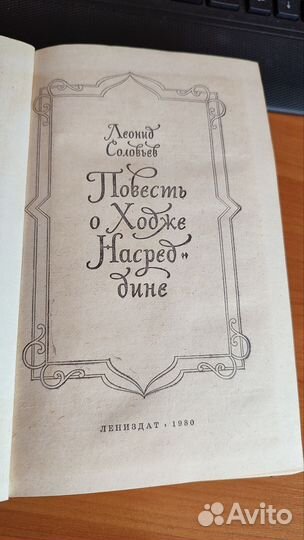 Леонид
Соловьев
Повесть
о Ходже
Насред-
дине
ЛЕНИЗДАТ · 1980
Avito